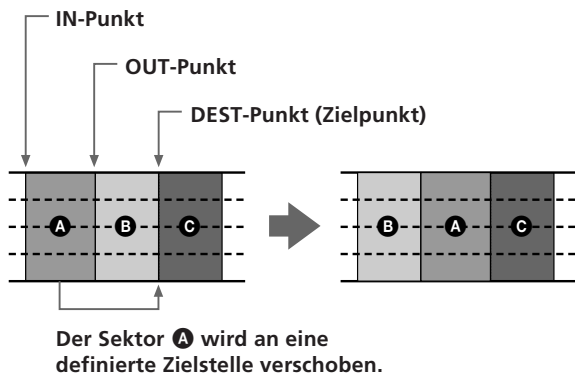 IN-Punkt
OUT-Punkt
DEST-Punkt (Zielpunkt)
A B C
B A C
Der Sektor A wird an eine
definierte Zielstelle verschoben.